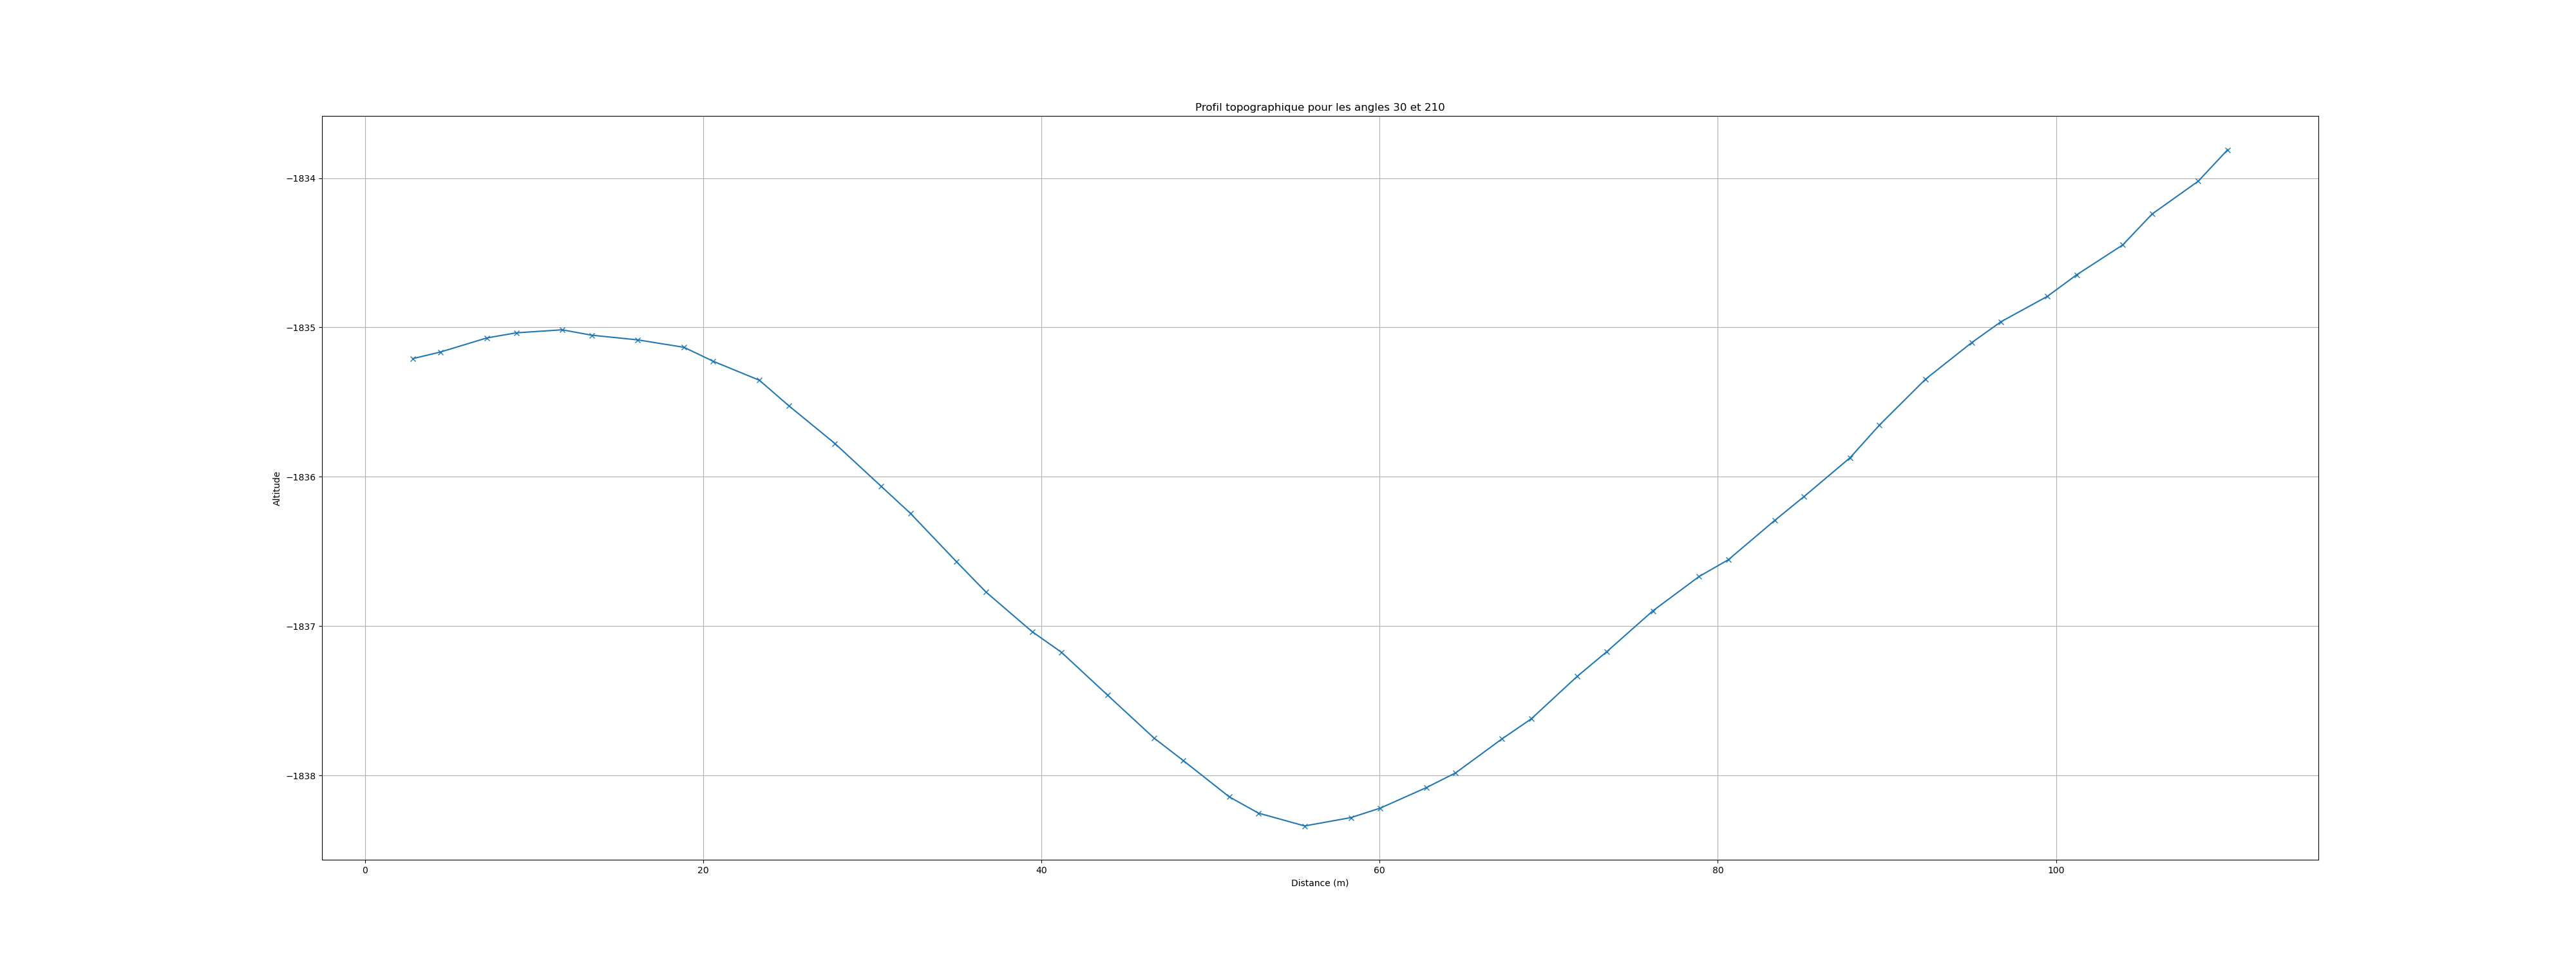 Profil topographique pour les angles 30 et 210
−1834
−1835
−1836
−1837
−1838
Altitude
0 20 40 60 80 100
Distance (m)